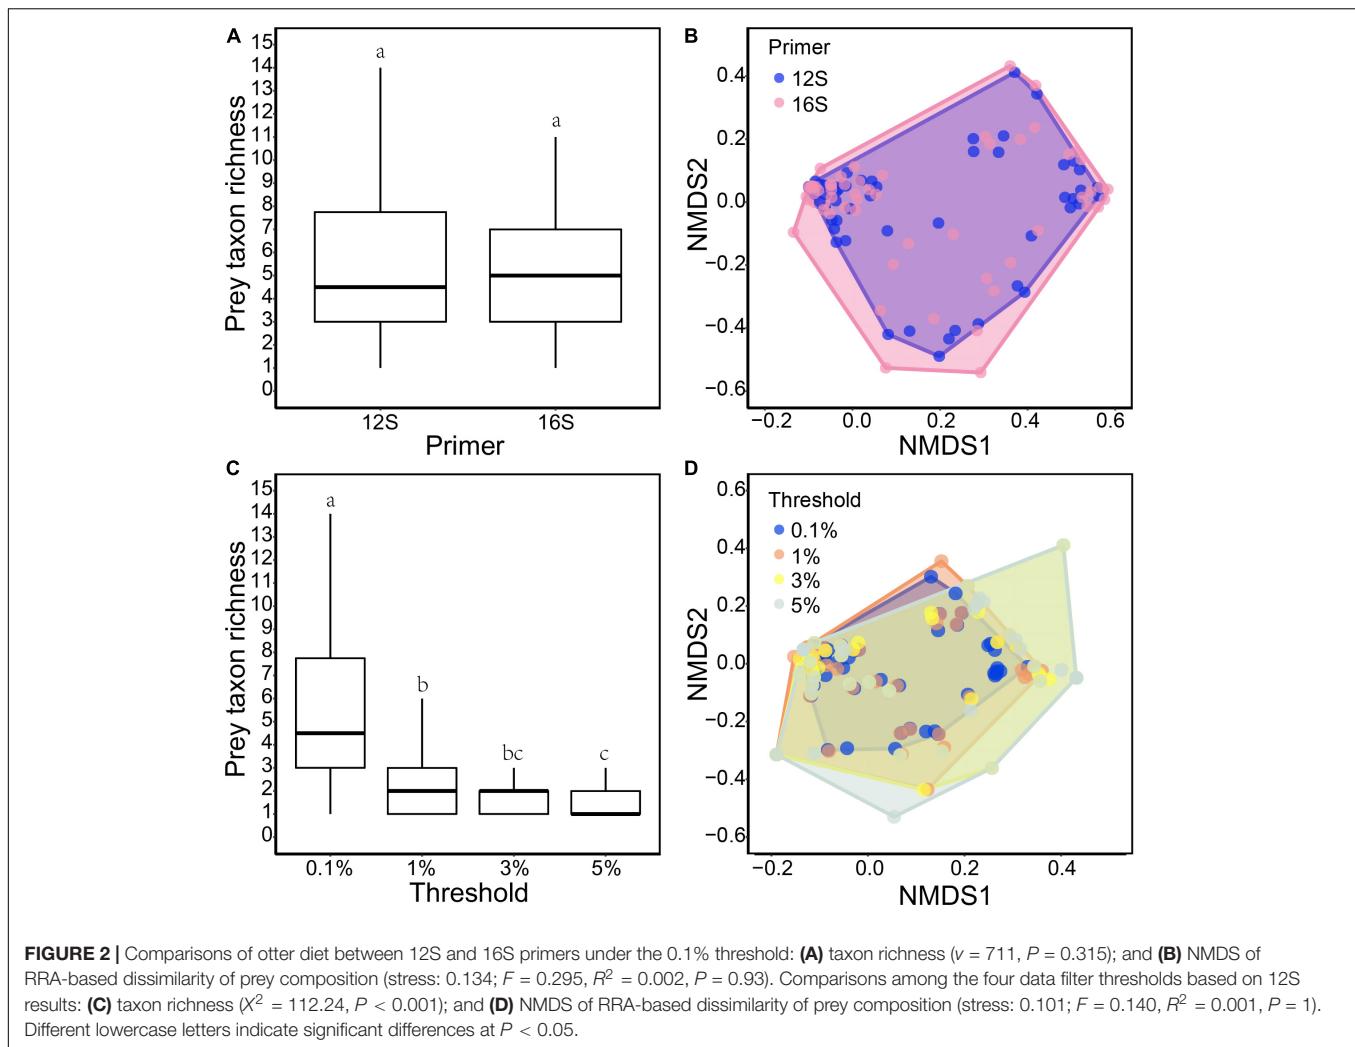 A
15
14
13
12
11
10
9
8
7
6
5
4
3
2
1
0
Prey taxon richness
a
a
12S
16S
Primer
B
Primer
12S
16S
0.4
0.2
0.0
−0.2
−0.4
−0.6
NMDS2
−0.2
0.0
0.2
0.4
0.6
NMDS1
C
15
14
13
12
11
10
9
8
7
6
5
4
3
2
1
0
Prey taxon richness
a
b
bc
c
0.1%
1%
3%
5%
Threshold
D
Threshold
0.1%
1%
3%
5%
0.6
0.4
0.2
0.0
−0.2
−0.4
−0.6
NMDS2
−0.2
0.0
0.2
0.4
NMDS1
FIGURE 2 | Comparisons of otter diet between 12S and 16S primers under the 0.1% threshold: (A) taxon richness (v = 711, P = 0.315); and (B) NMDS of
RRA-based dissimilarity of prey composition (stress: 0.134; F = 0.295, R² = 0.002, P = 0.93). Comparisons among the four data filter thresholds based on 12S
results: (C) taxon richness (X² = 112.24, P < 0.001); and (D) NMDS of RRA-based dissimilarity of prey composition (stress: 0.101; F = 0.140, R² = 0.001, P = 1).
Different lowercase letters indicate significant differences at P < 0.05.